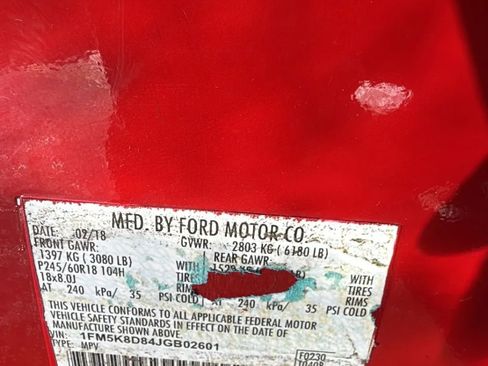 MFD. BY FORD MOTOR CO.
DATE: 02/18 GVWR: 2803 KG ( 6180 LB)
FRONT GAWR: REAR GAWR:
1397 KG ( 3080 LB)
P245/60R18 104H TIRES
18x8.0J RIMS TIRES
AT 240 kPa/ 35 PSI COLD AT 240 kPa/ 35 RIMS PSI COLD
THIS VEHICLE CONFORMS TO ALL APPLICABLE FEDERAL MOTOR
VEHICLE SAFETY STANDARDS IN EFFECT ON THE DATE OF
MANUFACTURE SHOWN ABOVE.
VIN: 1FM5K8D84JGB02601
TYPE: MPV F0230
T0408